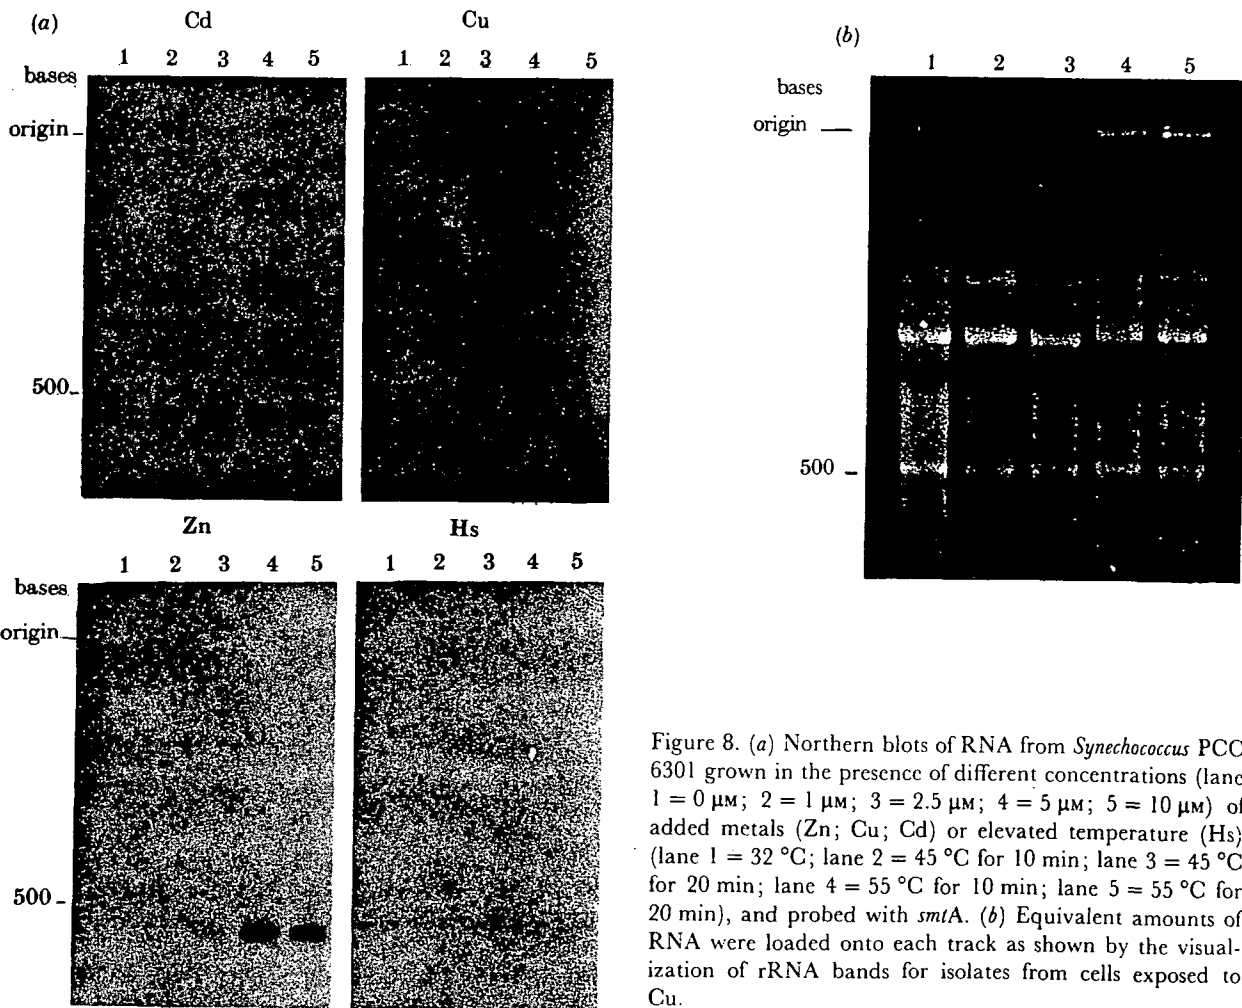 (a) Cd Cu
1 2 3 4 5 1 2 3 5
bases
origin
500
(b)
1 2 3 4 5
bases
origin
500
Zn Hs
1 2 3 4 5 1 2 3 4 5
bases
origin
500
Figure 8. (a) Northern blots of RNA from Synechococcus PCC
6301 grown in the presence of different concentrations (lane
1 = 0 μM; 2 = 1 μM; 3 = 2.5 μM; 4 = 5 μM; 5 = 10 μM) of
added metals (Zn; Cu; Cd) or elevated temperature (Hs)
(lane 1 = 32 °C; lane 2 = 45 °C for 10 min; lane 3 = 45 °C
for 20 min; lane 4 = 55 °C for 10 min; lane 5 = 55 °C for
20 min), and probed with smtA. (b) Equivalent amounts of
RNA were loaded onto each track as shown by the visual-
ization of rRNA bands for isolates from cells exposed to
Cu.